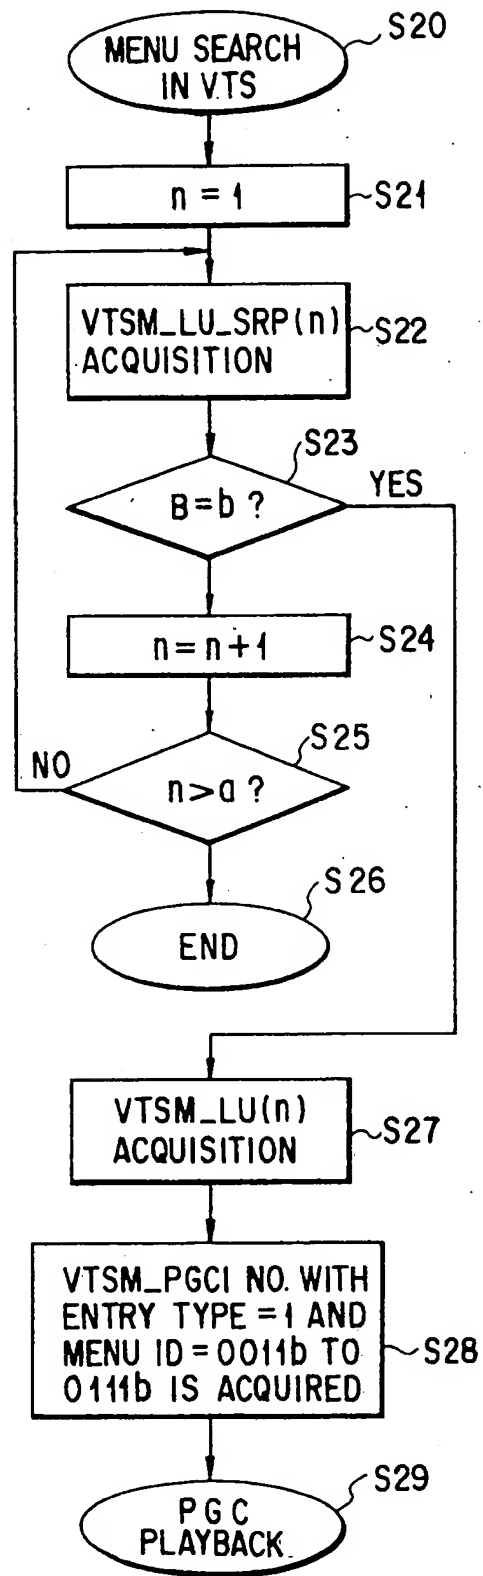 MENU SEARCH
IN VTS
S20
n = 1
S21
VTSM_LU_SRP(n)
ACQUISITION
S22
S23
B=b ?
YES
n=n+1
S24
S25
NO
n>a ?
S26
END
VTSM_LU(n)
ACQUISITION
S27
VTSM_PGCI NO. WITH
ENTRY TYPE =1 AND
MENU ID=0011b TO
0111b IS ACQUIRED
S28
S29
PGC
PLAYBACK